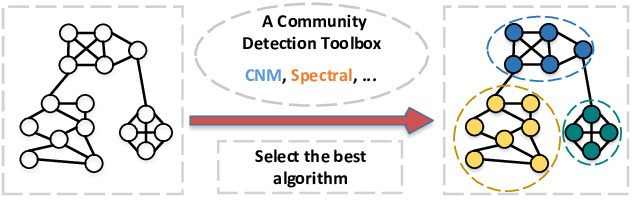 A Community
Detection Toolbox
CNM, Spectral, ...
Select the best
algorithm